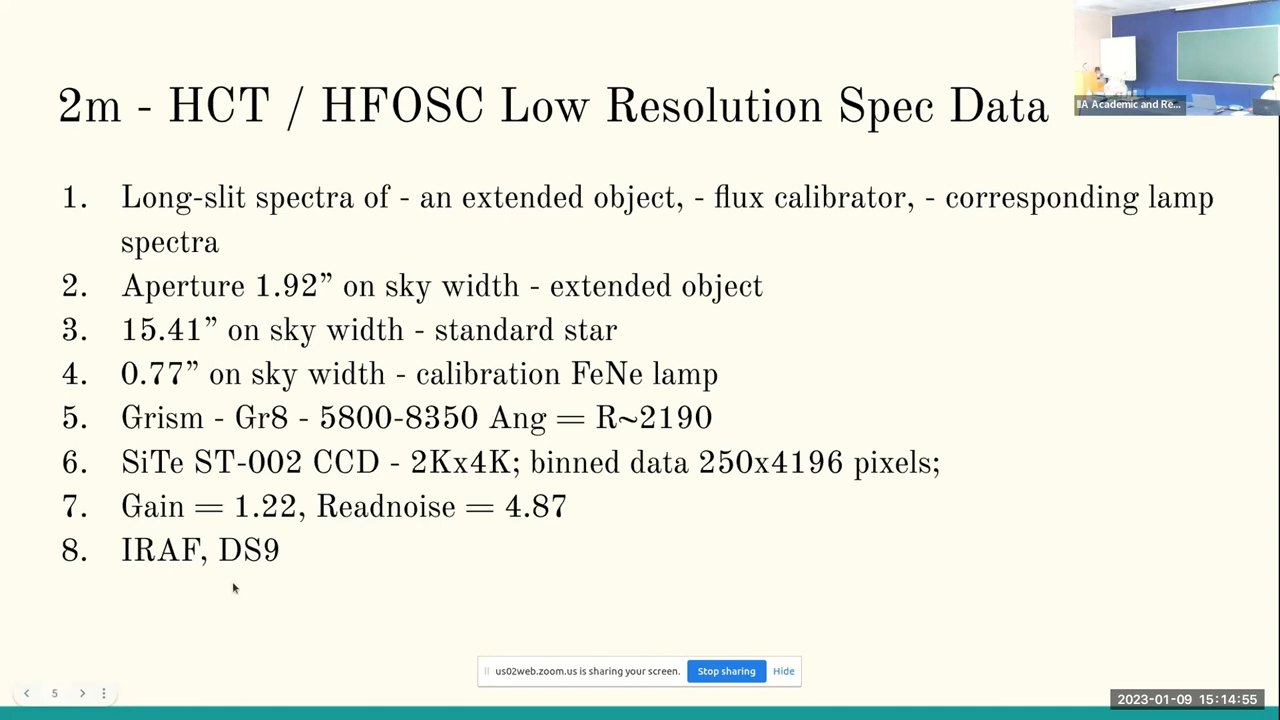 2m - HCT / HFOSC Low Resolution Spec Data
IIA Academic and Re...
1. Long-slit spectra of - an extended object, - flux calibrator, - corresponding lamp
spectra
2. Aperture 1.92” on sky width - extended object
3. 15.41” on sky width - standard star
4. 0.77” on sky width - calibration FeNe lamp
5. Grism - Gr8 - 5800-8350 Ang = R~2190
6. SiTe ST-002 CCD - 2Kx4K; binned data 250x4196 pixels;
7. Gain = 1.22, Readnoise = 4.87
8. IRAF, DS9
us02web.zoom.us is sharing your screen. Stop sharing Hide
5
2023-01-09 15:14:55